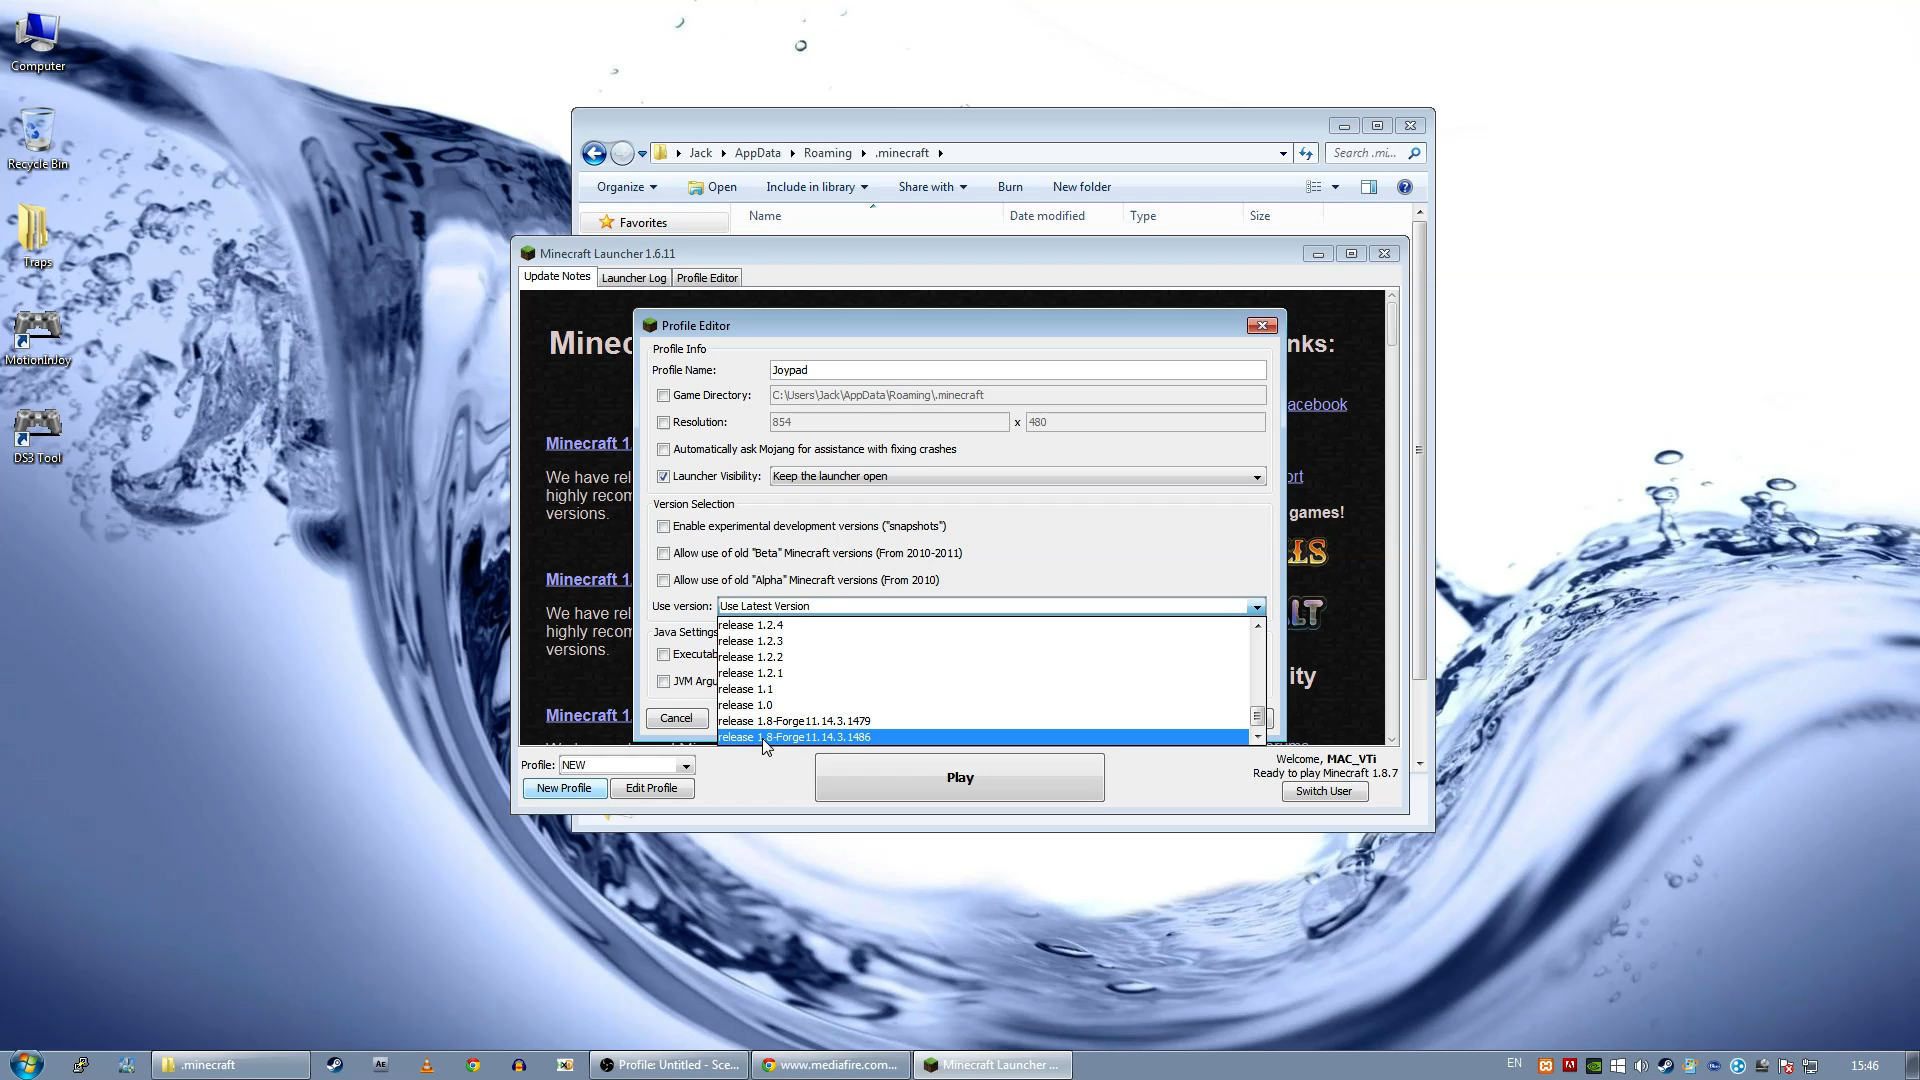 Computer
Recycle Bin
Traps
MotionInJoy
DS3 Tool
Jack
AppData
Roaming
.minecraft
Search .mi...
Organize
Open
Include in library
Share with
Burn
New folder
Favorites
Name
Date modified
Type
Size
Minecraft Launcher 1.6.11
Update Notes
Launcher Log
Profile Editor
Minec
nks:
acebook
Minecraft 1.
We have rel
highly recom
versions.
ort
games!
Minecraft 1.
We have rel
highly recom
versions.
LT
ity
Minecraft 1.
Profile Editor
Profile Info
Profile Name:
Joypad
Game Directory:
C:\Users\Jack\AppData\Roaming\.minecraft
Resolution:
854
x
480
Automatically ask Mojang for assistance with fixing crashes
Launcher Visibility:
Keep the launcher open
Version Selection
Enable experimental development versions ("snapshots")
Allow use of old "Beta" Minecraft versions (From 2010-2011)
Allow use of old "Alpha" Minecraft versions (From 2010)
Use version:
Use Latest Version
release 1.2.4
release 1.2.3
release 1.2.2
release 1.2.1
release 1.1
release 1.0
release 1.8-Forge11.14.3.1479
release 1.8-Forge11.14.3.1486
Java Settings
Executab
JVM Argu
Cancel
Profile:
NEW
New Profile
Edit Profile
Play
Welcome, MAC_VTi
Ready to play Minecraft 1.8.7
Switch User
.minecraft
Ae
Profile: Untitled - Sce...
www.mediafire.com...
Minecraft Launcher ...
EN
15:46